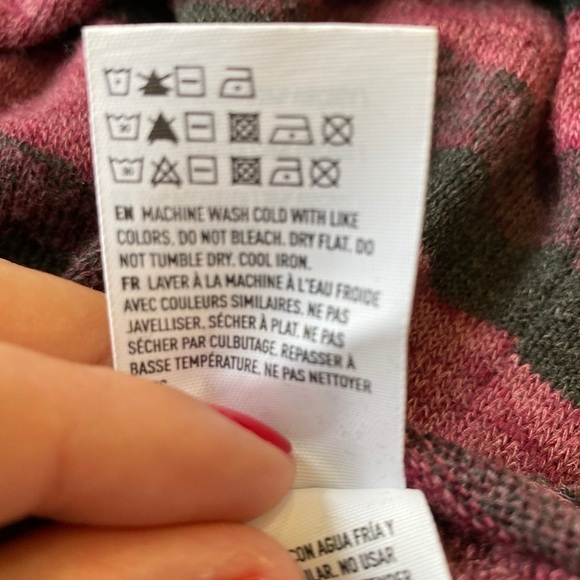 30
30
EN MACHINE WASH COLD WITH LIKE
COLORS. DO NOT BLEACH. DRY FLAT. DO
NOT TUMBLE DRY. COOL IRON.
FR LAVER À LA MACHINE À L'EAU FROIDE
AVEC COULEURS SIMILAIRES. NE PAS
JAVELLISER. SÉCHER À PLAT. NE PAS
SÉCHER PAR CULBUTAGE. REPASSER À
BASSE TEMPÉRATURE. NE PAS NETTOYER
CON AGUA FRÍA Y
NO USAR